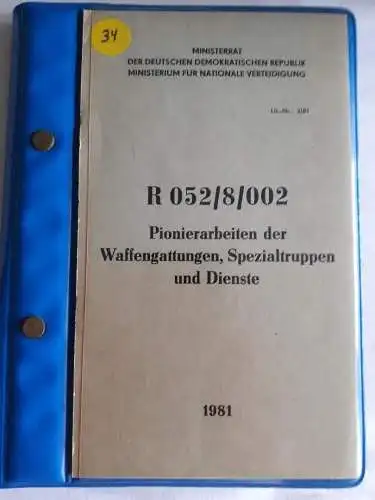 34
MINISTERRAT
DER DEUTSCHEN DEMOKRATISCHEN REPUBLIK
MINISTERIUM FÜR NATIONALE VERTEIDIGUNG
R 052/8/002
Pionierarbeiten der
Waffengattungen, Spezialtruppen
und Dienste
1981